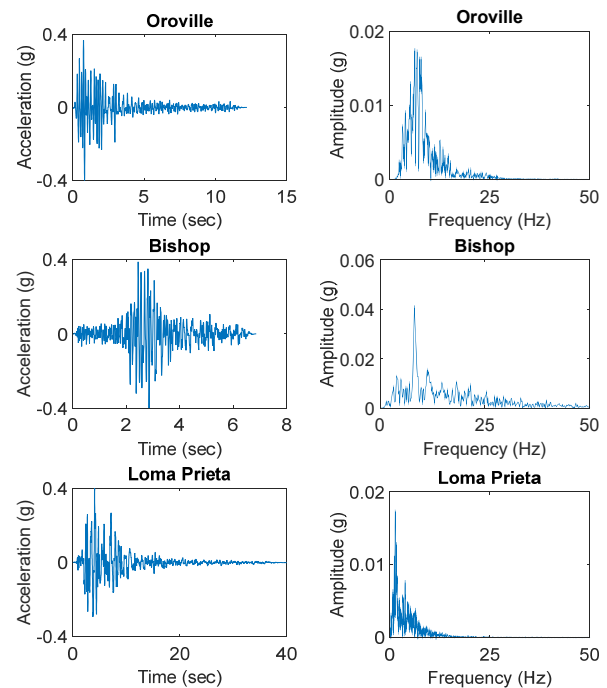 Oroville
0.4
0
-0.4
Acceleration (g)
0 5 10 15
Time (sec)
Oroville
0.02
0.01
0
Amplitude (g)
0 25 50
Frequency (Hz)
Bishop
0.4
0
-0.4
Acceleration (g)
0 2 4 6 8
Time (sec)
Bishop
0.06
0.04
0.02
0
Amplitude (g)
0 25 50
Frequency (Hz)
Loma Prieta
0.4
0
-0.4
Acceleration (g)
0 20 40
Time (sec)
Loma Prieta
0.02
0.01
0
Amplitude (g)
0 25 50
Frequency (Hz)